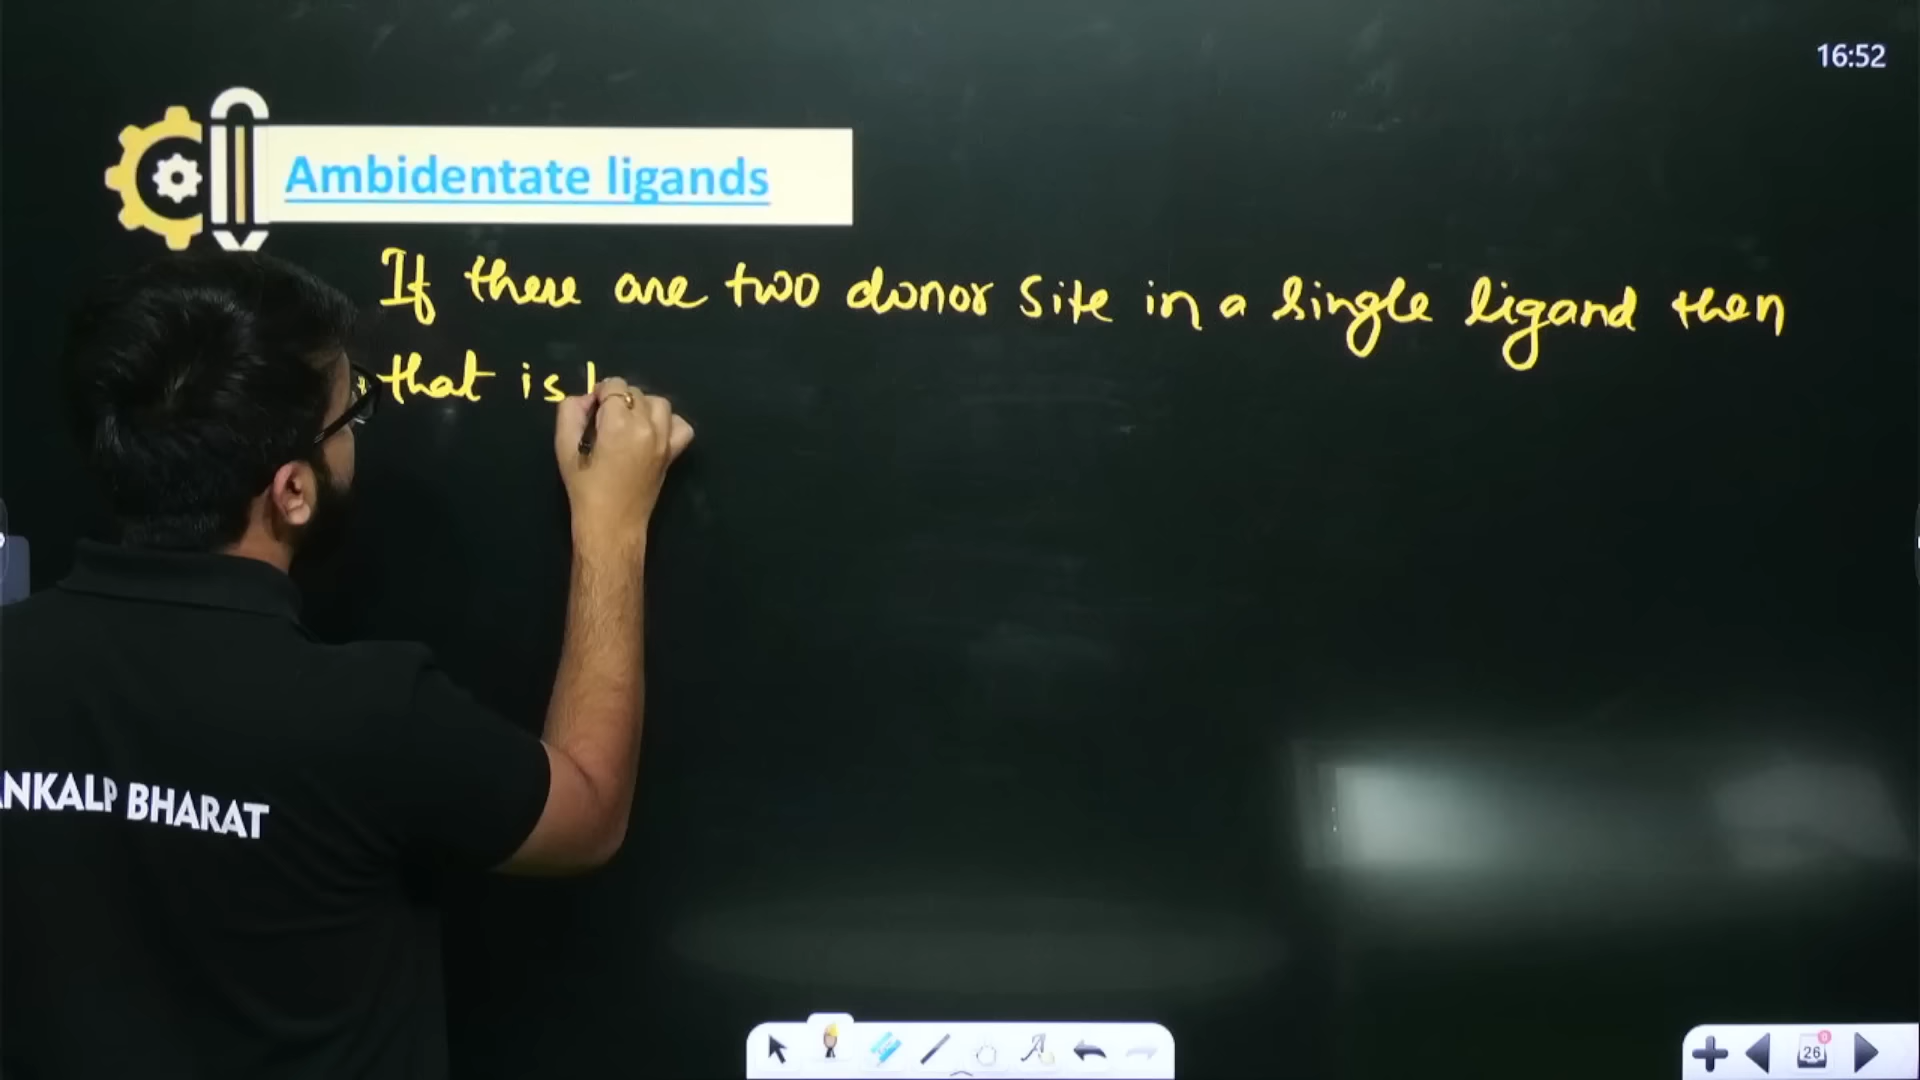 16:52
Ambidentate ligands
If there are two donor site in a single ligand then
that is
NKALP BHARAT
26